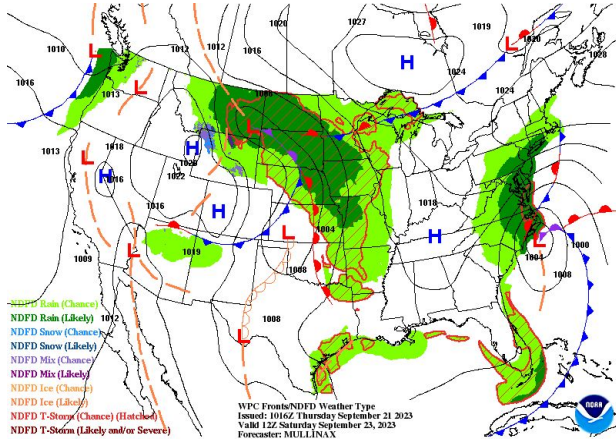 1020
1027
1019
L
1020
1010
L
1012
1012
1016
H
1028
1016
L
1013
1006
1024
1024
L
1013
1018
H
1020
L
1016
H
1022
1016
H
1018
H
L
1004
1000
L
1004
1009
L
1019
1008
1008
NDFD Rain (Chance)
NDFD Rain (Likely)
NDFD Snow (Chance)
NDFD Snow (Likely)
NDFD Mix (Chance)
NDFD Mix (Likely)
NDFD Ice (Chance)
NDFD Ice (Likely)
NDFD T-Storm (Chance) (Hatched)
NDFD T-Storm (Likely and/or Severe)
1012
1008
L
WPC Fronts/NDFD Weather Type
Issued: 1016Z Thursday September 21 2023
Valid 12Z Saturday September 23, 2023
Forecaster: MULLINAX
NOAA